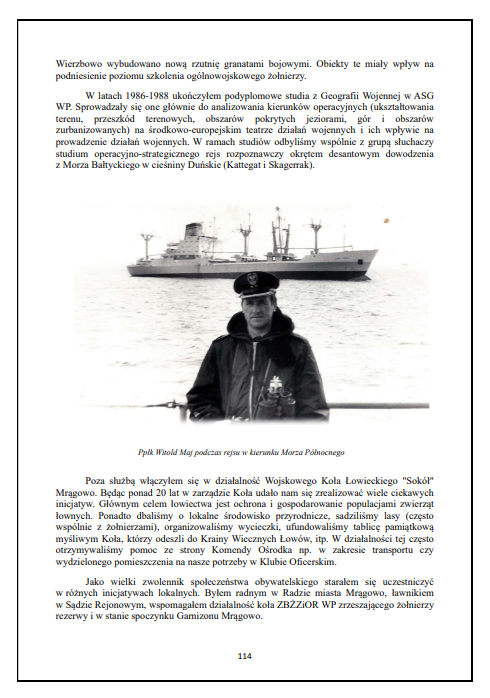 Wierzbowo wybudowano nową rzutnię granatami bojowymi. Obiekty te miały wpływ na
podniesienie poziomu szkolenia ogólnowojskowego żołnierzy.
W latach 1986-1988 ukończyłem podyplomowe studia z Geografii Wojennej w ASG
WP. Sprowadzały się one głównie do analizowania kierunków operacyjnych (ukształtowania
terenu, przeszkód terenowych, obszarów pokrytych jeziorami, gór i obszarów
zurbanizowanych) na środkowo-europejskim teatrze działań wojennych i ich wpływie na
prowadzenie działań wojennych. W ramach studiów odbyliśmy wspólnie z grupą słuchaczy
studium operacyjno-strategicznego rejs rozpoznawczy okrętem desantowym dowodzenia
z Morza Bałtyckiego w cieśniny Duńskie (Kattegat i Skagerrak).
Ppłk Witold Maj podczas rejsu w kierunku Morza Północnego
Poza służbą włączyłem się w działalność Wojskowego Koła Łowieckiego "Sokół"
Mrągowo. Będąc ponad 20 lat w zarządzie Koła udało nam się zrealizować wiele ciekawych
inicjatyw. Głównym celem łowiectwa jest ochrona i gospodarowanie populacjami zwierząt
łownych. Ponadto dbaliśmy o lokalne środowisko przyrodnicze, sadziliśmy lasy (często
wspólnie z żołnierzami), organizowaliśmy wycieczki, ufundowaliśmy tablicę pamiątkową
myśliwym Koła, którzy odeszli do Krainy Wiecznych Łowów, itp. W działalności tej często
otrzymywaliśmy pomoc ze strony Komendy Ośrodka np. w zakresie transportu czy
wydzielonego pomieszczenia na nasze potrzeby w Klubie Oficerskim.
Jako wielki zwolennik społeczeństwa obywatelskiego starałem się uczestniczyć
w różnych inicjatywach lokalnych. Byłem radnym w Radzie miasta Mrągowo, ławnikiem
w Sądzie Rejonowym, wspomagałem działalność koła ZBŻZiOR WP zrzeszającego żołnierzy
rezerwy i w stanie spoczynku Garnizonu Mrągowo.
114